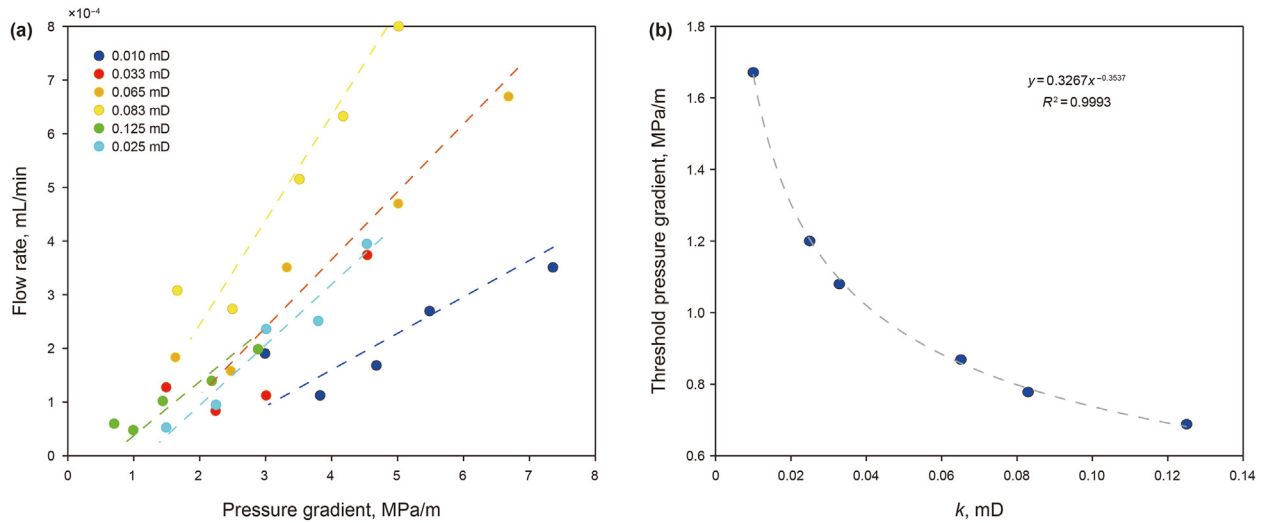 (a)
×10⁻⁴
8
7
6
5
4
3
2
1
0
Flow rate, mL/min
0.010 mD
0.033 mD
0.065 mD
0.083 mD
0.125 mD
0.025 mD
0 1 2 3 4 5 6 7 8
Pressure gradient, MPa/m
(b)
1.8
1.6
1.4
1.2
1.0
0.8
0.6
Threshold pressure gradient, MPa/m
y = 0.3267x⁻⁰·³⁵³⁷
R² = 0.9993
0 0.02 0.04 0.06 0.08 0.10 0.12 0.14
k, mD